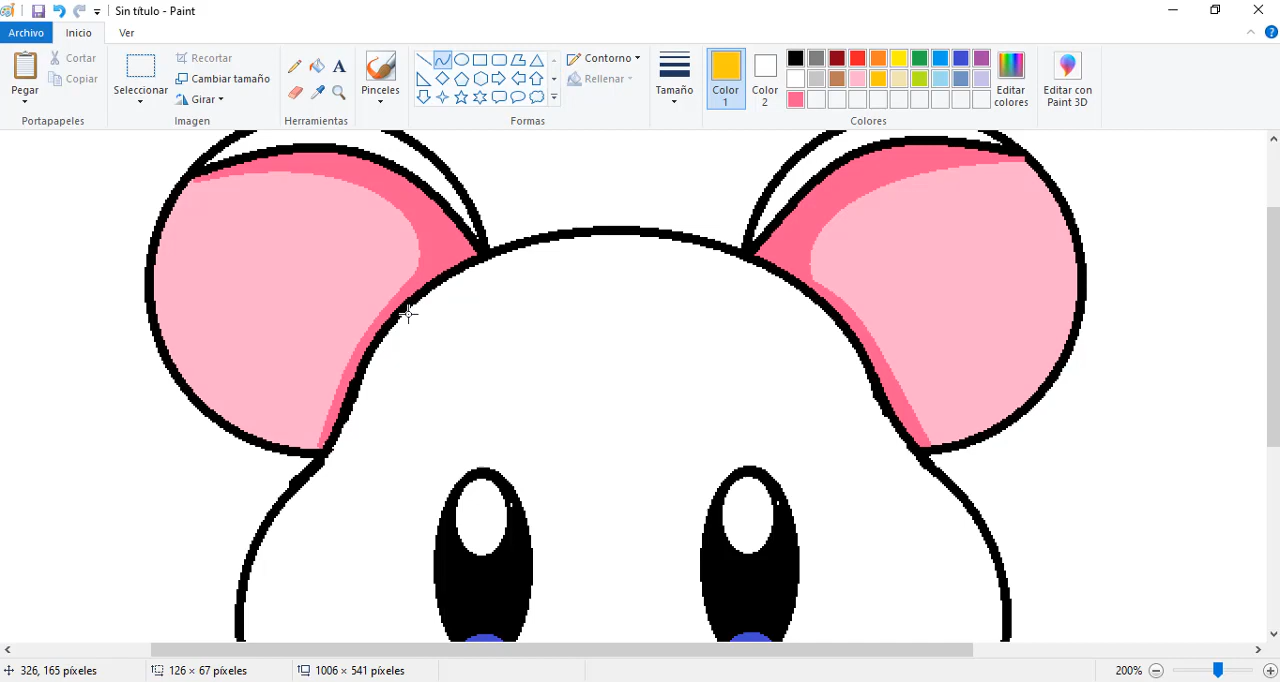 Sin título - Paint
Archivo Inicio Ver
Pegar Cortar Copiar
Portapapeles
Seleccionar Recortar Cambiar tamaño Girar
Imagen
A
Herramientas
Pinceles
Contorno Rellenar
Formas
Tamaño
Color 1
Color 2
Editar colores
Colores
Editar con Paint 3D
326, 165 píxeles 126 × 67 píxeles 1006 × 541 píxeles 200%